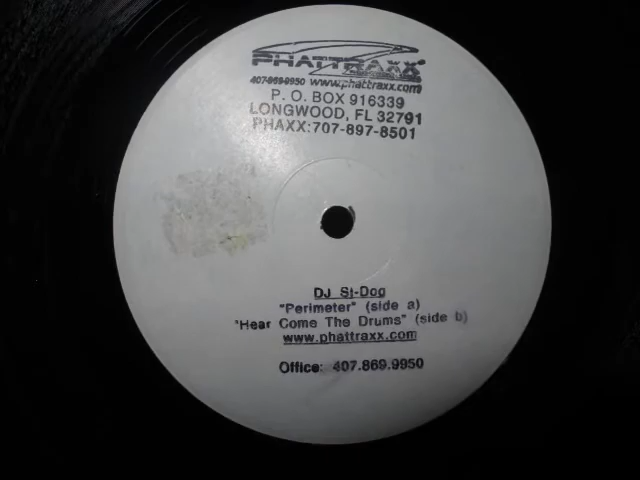 PHATTRAXX
407-869-9950 www.phattraxx.com
P. O. BOX 916339
LONGWOOD, FL 32791
PHAXX:707-897-8501
DJ Si-Dog
"Perimeter" (side a)
"Hear Come The Drums" (side b)
www.phattraxx.com
Office: 407.869.9950